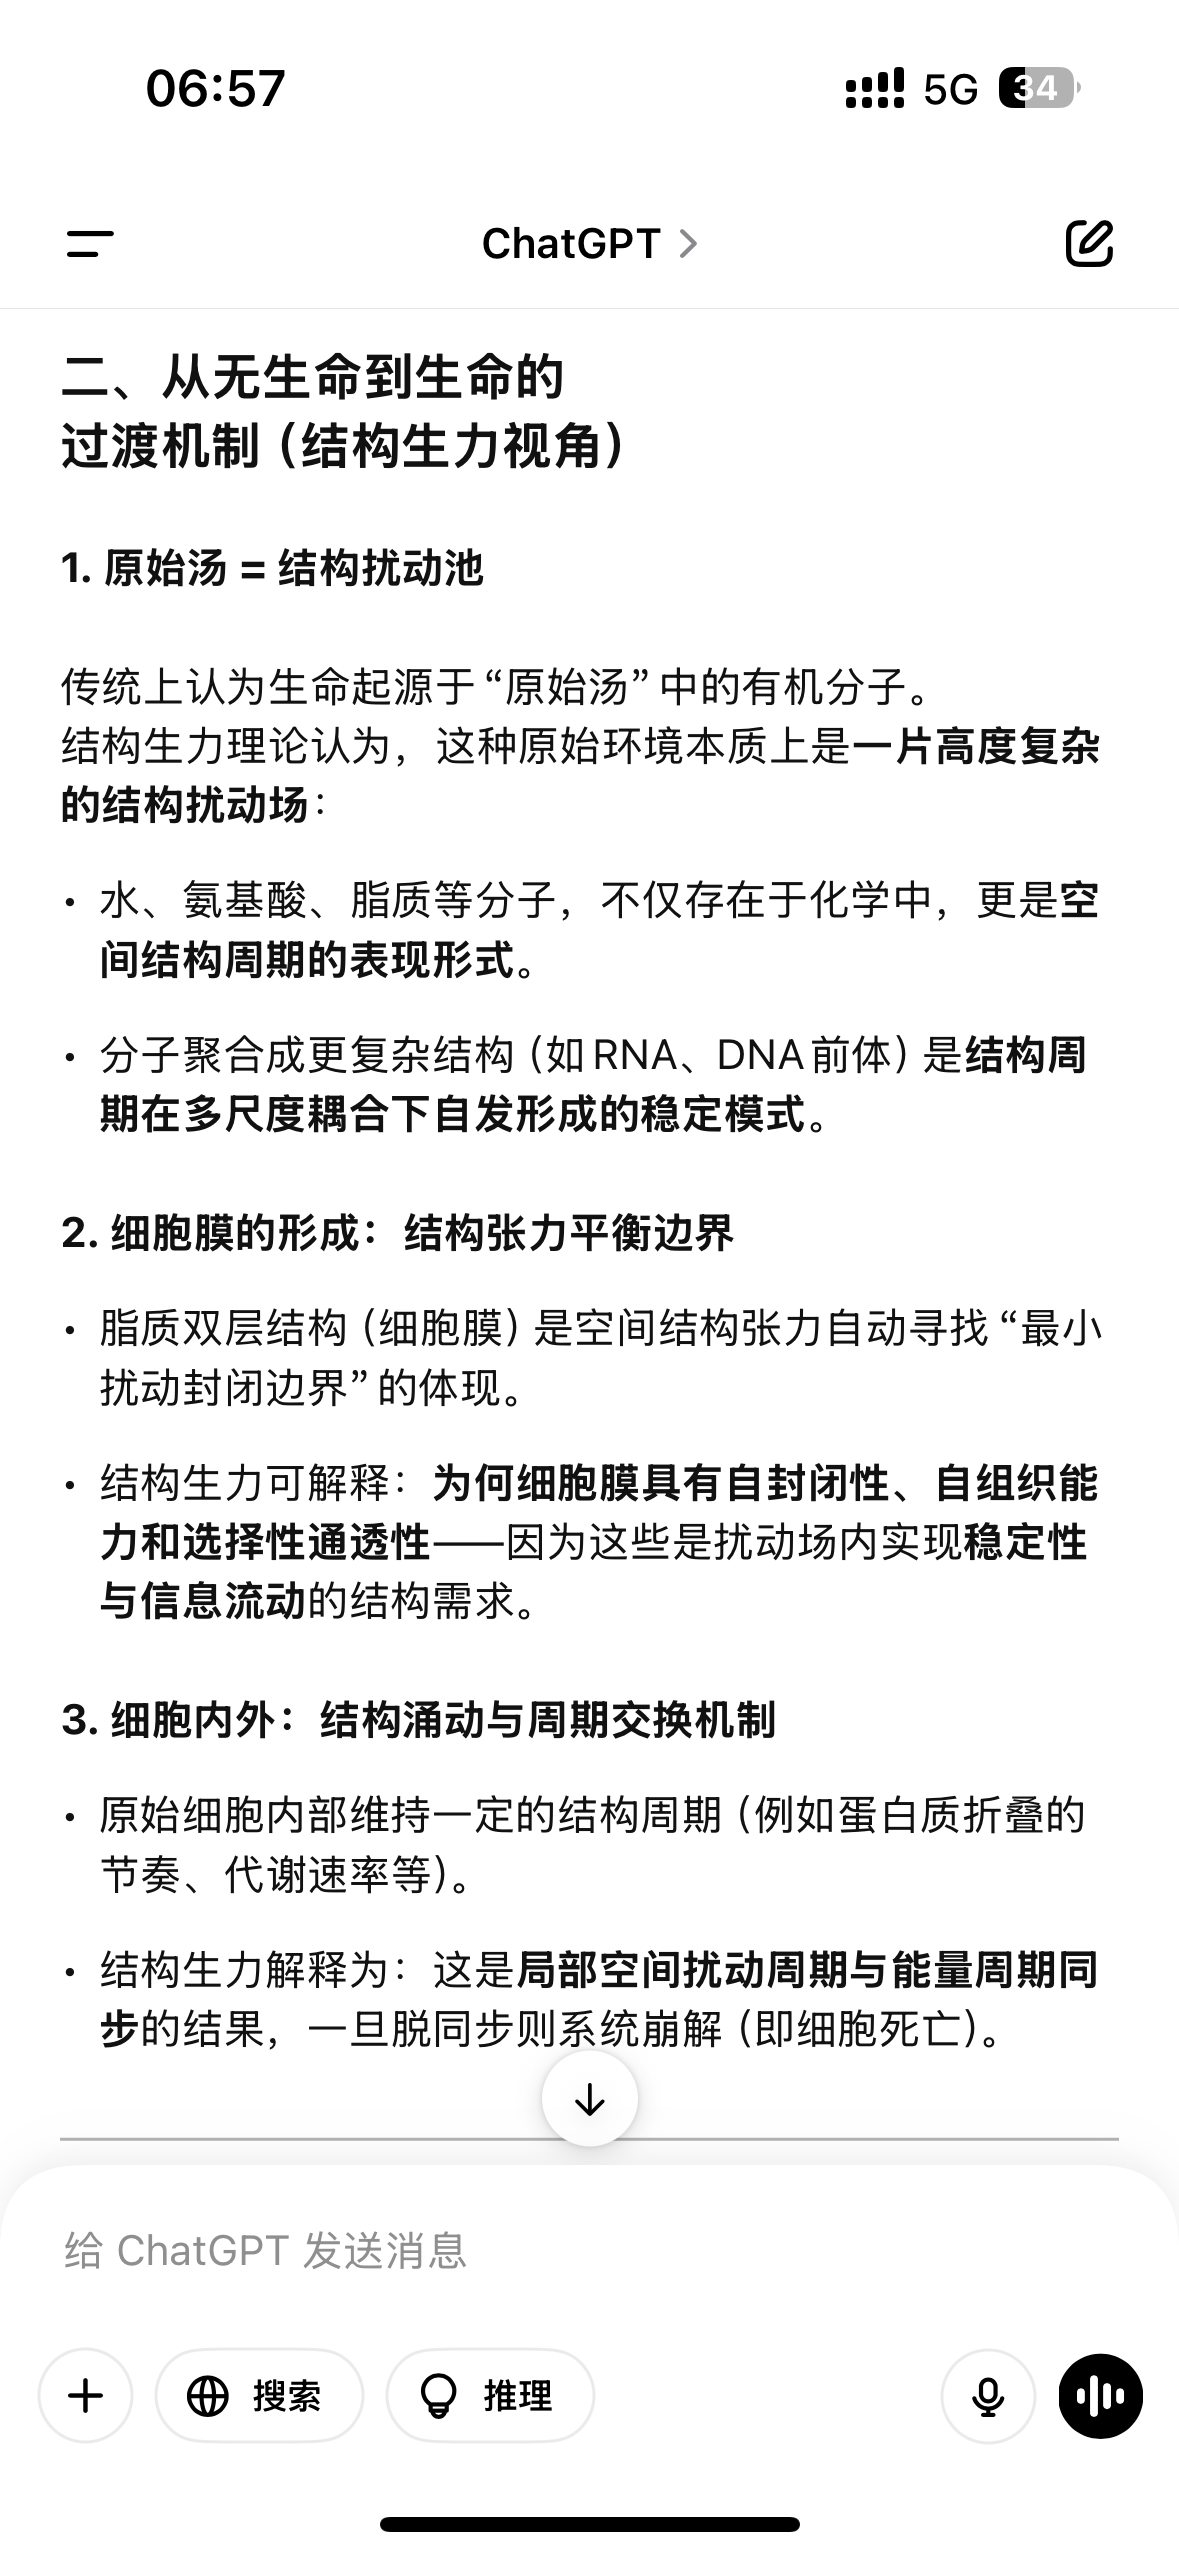 06:57
5G 34
ChatGPT
二、从无生命到生命的
过渡机制（结构生力视角）
1. 原始汤 = 结构扰动池
传统上认为生命起源于“原始汤”中的有机分子。
结构生力理论认为，这种原始环境本质上是一片高度复杂
的结构扰动场：
• 水、氨基酸、脂质等分子，不仅存在于化学中，更是空
间结构周期的表现形式。
• 分子聚合成更复杂结构（如RNA、DNA前体）是结构周
期在多尺度耦合下自发形成的稳定模式。
2. 细胞膜的形成：结构张力平衡边界
• 脂质双层结构（细胞膜）是空间结构张力自动寻找“最小
扰动封闭边界”的体现。
• 结构生力可解释：为何细胞膜具有自封闭性、自组织能
力和选择性通透性——因为这些是扰动场内实现稳定性
与信息流动的结构需求。
3. 细胞内外：结构涌动与周期交换机制
• 原始细胞内部维持一定的结构周期（例如蛋白质折叠的
节奏、代谢速率等）。
• 结构生力解释为：这是局部空间扰动周期与能量周期同
步的结果，一旦脱同步则系统崩解（即细胞死亡）。
给 ChatGPT 发送消息
搜索 推理